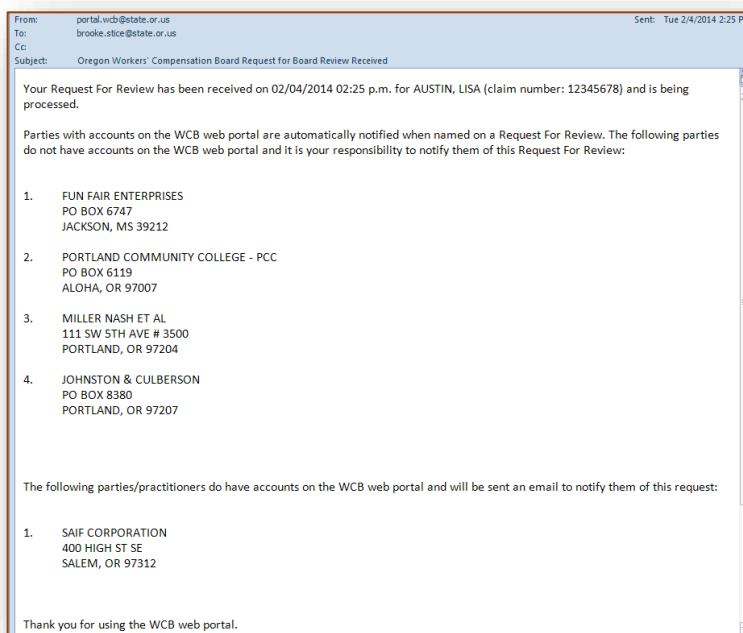 From: portal.wcb@state.or.us Sent: Tue 2/4/2014 2:25 P
To: brooke.stice@state.or.us
Cc:
Subject: Oregon Workers' Compensation Board Request for Board Review Received
Your Request For Review has been received on 02/04/2014 02:25 p.m. for AUSTIN, LISA (claim number: 12345678) and is being
processed.
Parties with accounts on the WCB web portal are automatically notified when named on a Request For Review. The following parties
do not have accounts on the WCB web portal and it is your responsibility to notify them of this Request For Review:
1. FUN FAIR ENTERPRISES
PO BOX 6747
JACKSON, MS 39212
2. PORTLAND COMMUNITY COLLEGE - PCC
PO BOX 6119
ALOHA, OR 97007
3. MILLER NASH ET AL
111 SW 5TH AVE # 3500
PORTLAND, OR 97204
4. JOHNSTON & CULBERSON
PO BOX 8380
PORTLAND, OR 97207
The following parties/practitioners do have accounts on the WCB web portal and will be sent an email to notify them of this request:
1. SAIF CORPORATION
400 HIGH ST SE
SALEM, OR 97312
Thank you for using the WCB web portal.